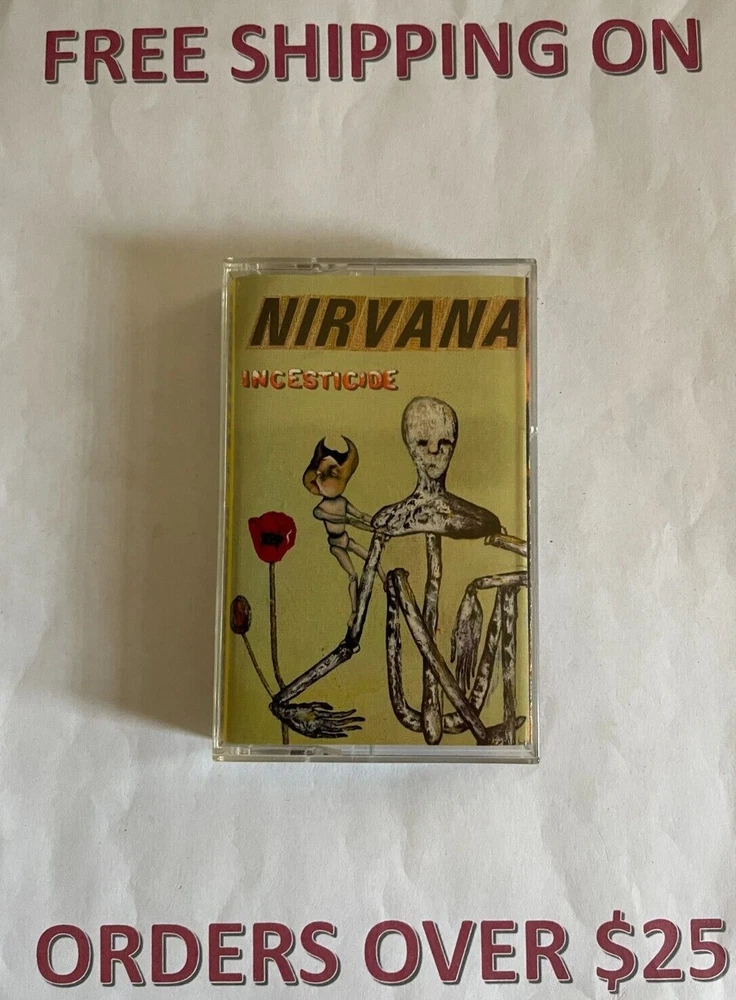 FREE SHIPPING ON
NIRVANA
INCESTICIDE
ORDERS OVER $25